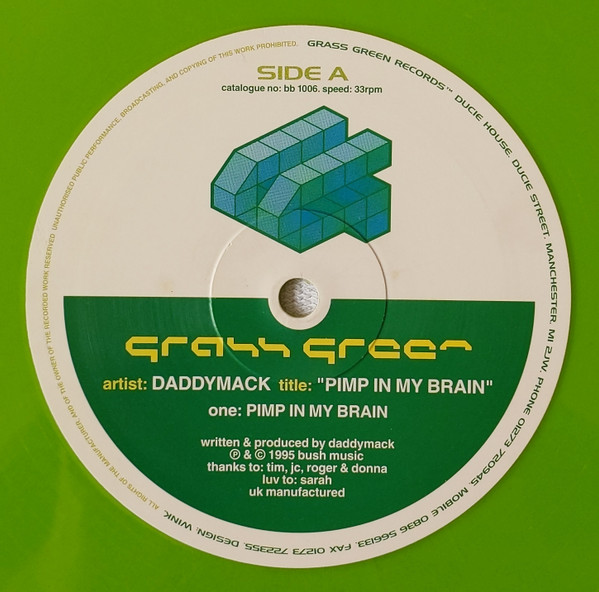 ALL RIGHTS OF THE MANUFACTURER AND OF THE OWNER OF THE RECORDED WORK RESERVED. UNAUTHORISED PUBLIC PERFORMANCE, BROADCASTING, AND COPYING OF THIS WORK PROHIBITED.
GRASS GREEN RECORDS™ DUCIE HOUSE. DUCIE STREET. MANCHESTER. M1 2JW. PHONE 01273 720945. MOBILE 0836 566133. FAX 01273 722355. DESIGN. WINK.
SIDE A
catalogue no: bb 1006. speed: 33rpm
grass green
artist: DADDYMACK title: "PIMP IN MY BRAIN"
one: PIMP IN MY BRAIN
written & produced by daddymack
℗ & © 1995 bush music
thanks to: tim, jc, roger & donna
luv to: sarah
uk manufactured